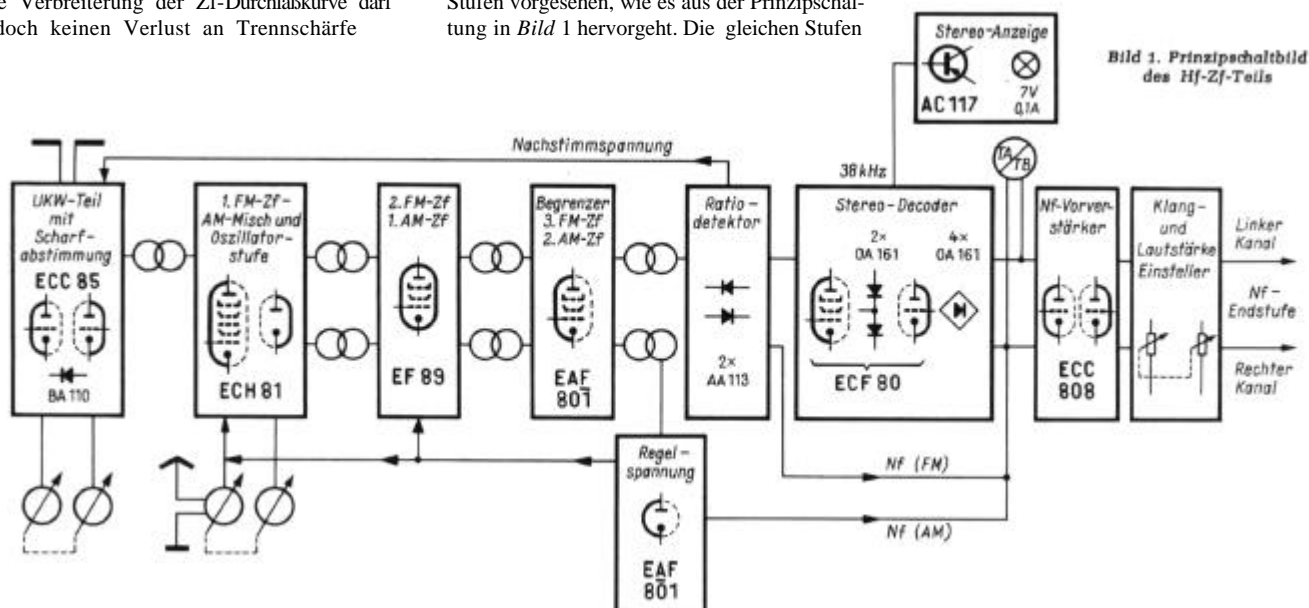 e Verbreiterung der Zf-Durchlaßkurve darf
doch keinen Verlust an Trennschärfe
Stufen vorgesehen, wie es aus der Prinzipschal-
tung in Bild 1 hervorgeht. Die gleichen Stufen
Bild 1. Prinzipschaltbild
des Hf-Zf-Teils
Stereo-Anzeige
AC 117
7V
0,1A
Nachstimmspannung
38 kHz
TA
TB
UKW-Teil
mit
Scharf-
abstimmung
ECC 85
BA 110
1. FM-Zf-
AM-Misch und
Oszillator-
stufe
ECH 81
2. FM-Zf
1. AM-Zf
EF 89
Begrenzer
3. FM-Zf
2. AM-Zf
EAF
801
Ratio-
detektor
2×
AA 113
Stereo-Decoder
2×
OA 161
4×
OA 161
ECF 80
Nf-Vorver-
stärker
ECC
808
Klang-
und
Lautstärke
Einsteller
Linker
Kanal
Nf-
Endstufe
Rechter
Kanal
Regel-
spannung
EAF
801
Nf (FM)
Nf (AM)